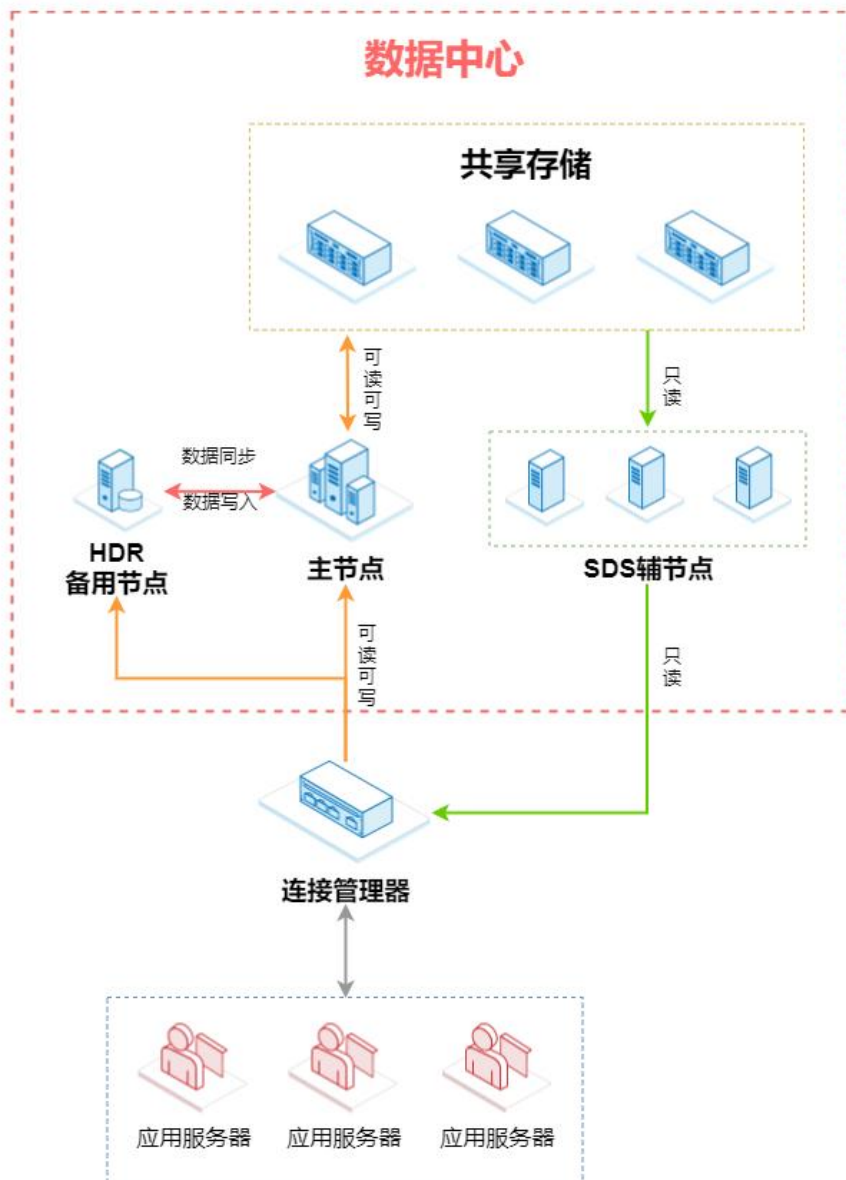 数据中心
共享存储
可
读
可
写
只
读
数据同步
数据写入
HDR
备用节点
主节点
SDS辅节点
可
读
可
写
只
读
连接管理器
应用服务器
应用服务器
应用服务器